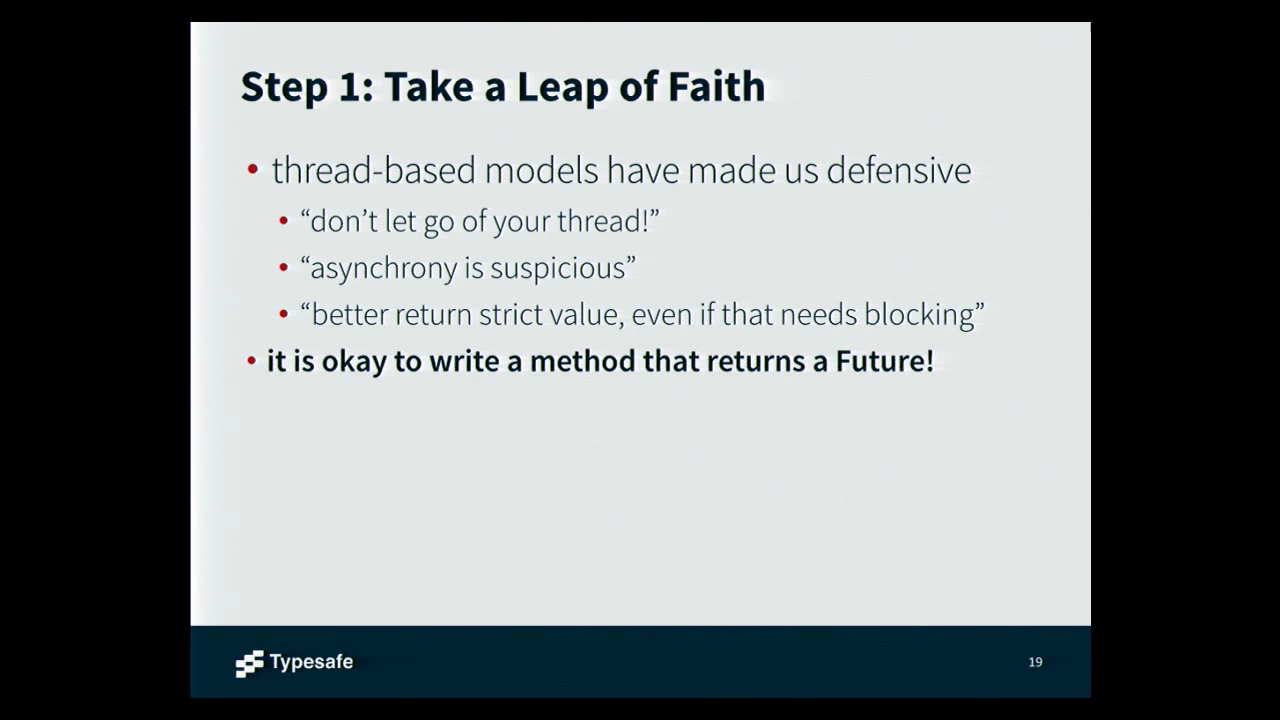 Step 1: Take a Leap of Faith
• thread-based models have made us defensive
• “don’t let go of your thread!”
• “asynchrony is suspicious”
• “better return strict value, even if that needs blocking”
• it is okay to write a method that returns a Future!
Typesafe
19